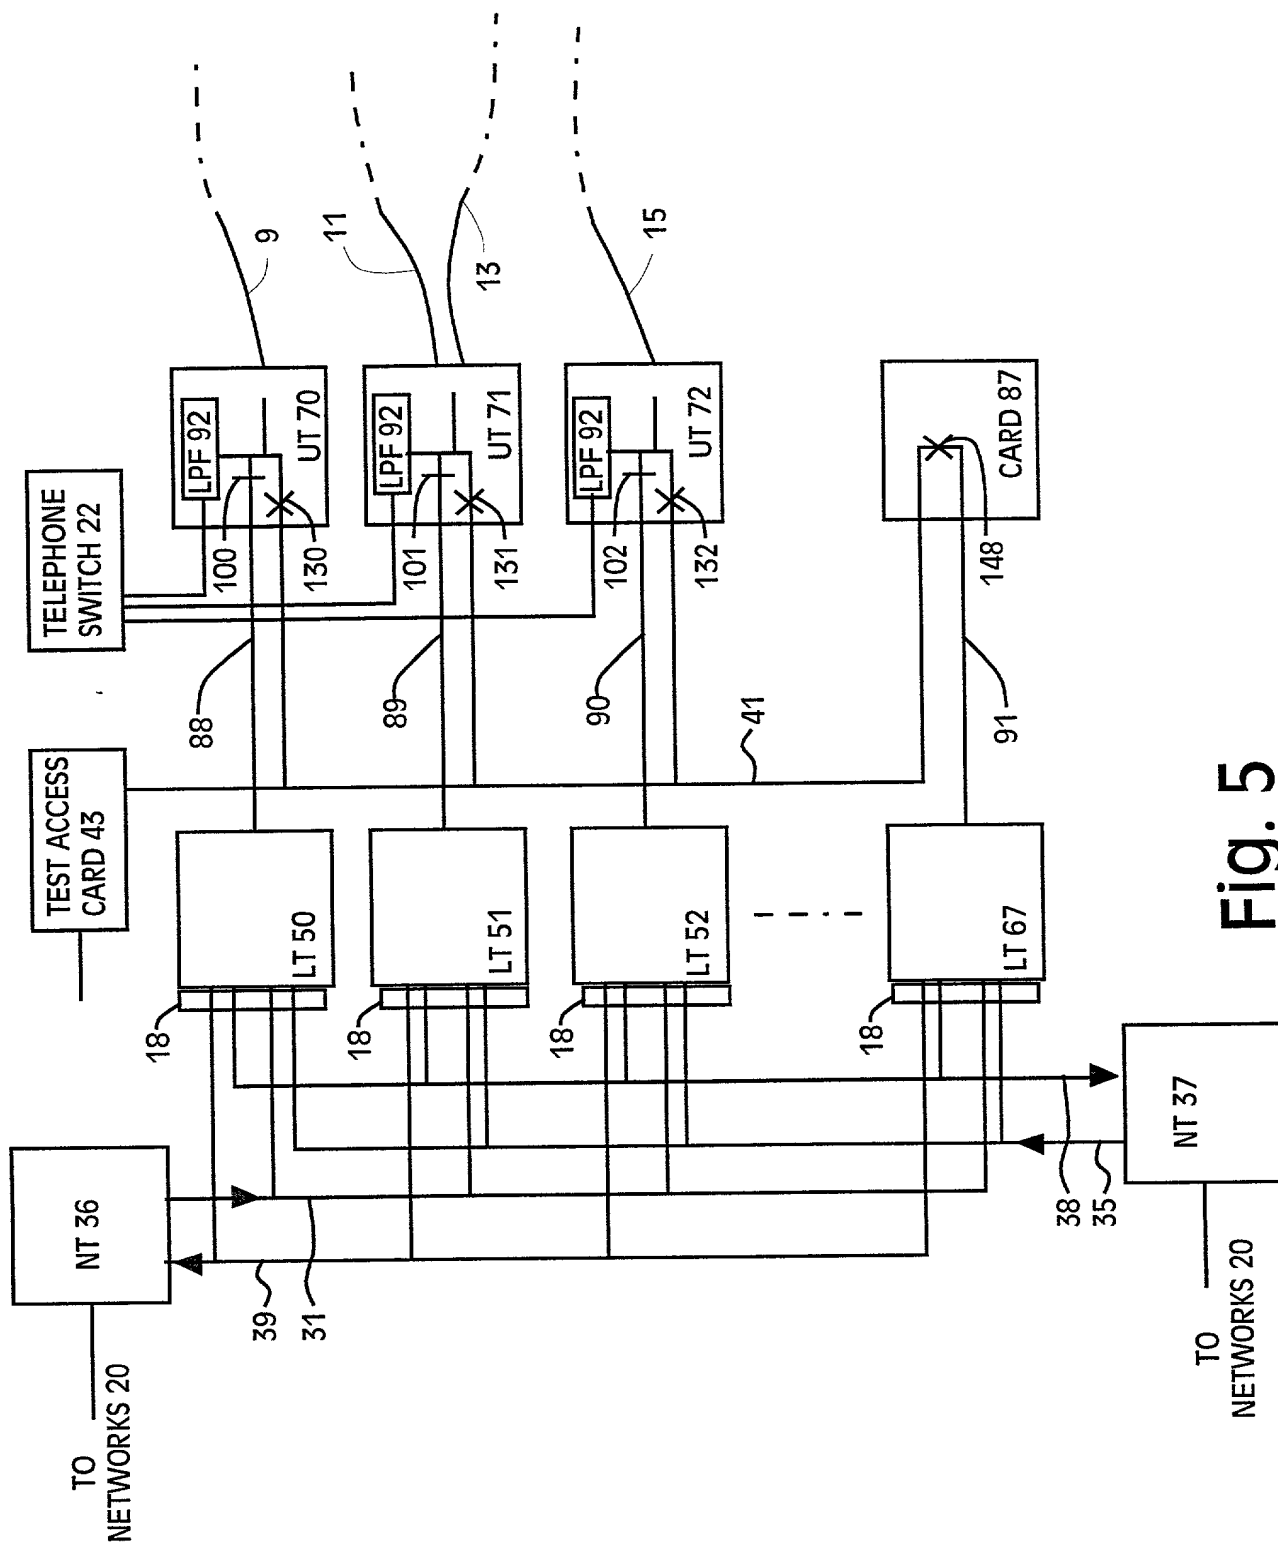 TO
NETWORKS 20
NT 36
39
31
TEST ACCESS
CARD 43
TELEPHONE
SWITCH 22
18
LT 50
88
100
130
LPF 92
UT 70
9
18
LT 51
89
101
131
LPF 92
UT 71
11
13
18
LT 52
90
102
132
LPF 92
UT 72
15
41
18
LT 67
91
148
CARD 87
38
35
NT 37
TO
NETWORKS 20
Fig. 5